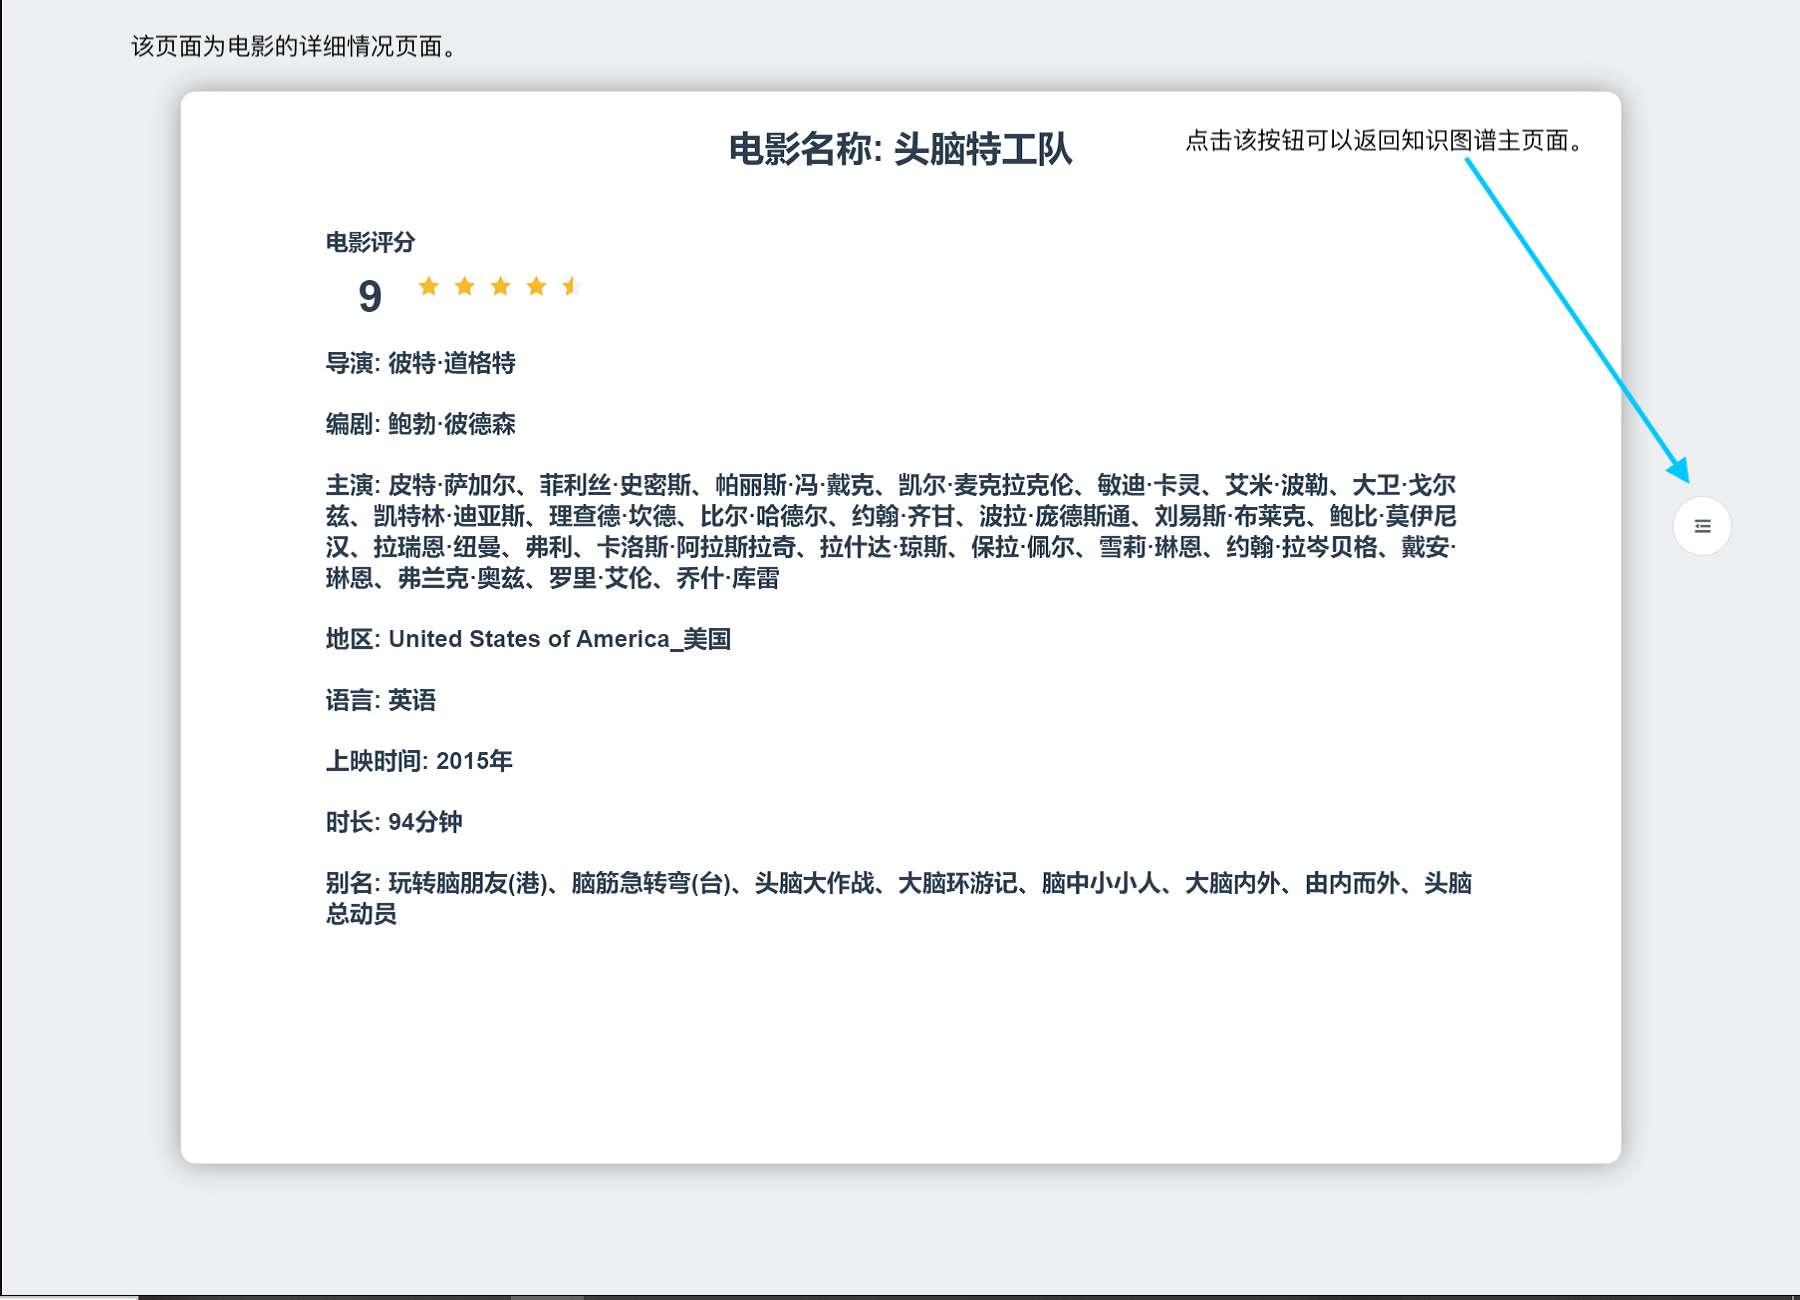 该页面为电影的详细情况页面。
电影名称: 头脑特工队
点击该按钮可以返回知识图谱主页面。
电影评分
9
导演: 彼特·道格特
编剧: 鲍勃·彼德森
主演: 皮特·萨加尔、菲利丝·史密斯、帕丽斯·冯·戴克、凯尔·麦克拉克伦、敏迪·卡灵、艾米·波勒、大卫·戈尔
兹、凯特林·迪亚斯、理查德·坎德、比尔·哈德尔、约翰·齐甘、波拉·庞德斯通、刘易斯·布莱克、鲍比·莫伊尼
汉、拉瑞恩·纽曼、弗利、卡洛斯·阿拉斯拉奇、拉什达·琼斯、保拉·佩尔、雪莉·琳恩、约翰·拉岑贝格、戴安·
琳恩、弗兰克·奥兹、罗里·艾伦、乔什·库雷
地区: United States of America_美国
语言: 英语
上映时间: 2015年
时长: 94分钟
别名: 玩转脑朋友(港)、脑筋急转弯(台)、头脑大作战、大脑环游记、脑中小小人、大脑内外、由内而外、头脑
总动员